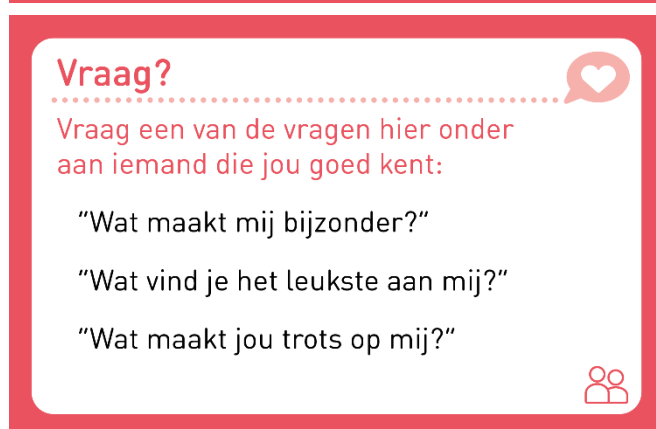 Vraag?
Vraag een van de vragen hier onder
aan iemand die jou goed kent:
"Wat maakt mij bijzonder?"
"Wat vind je het leukste aan mij?"
"Wat maakt jou trots op mij?"